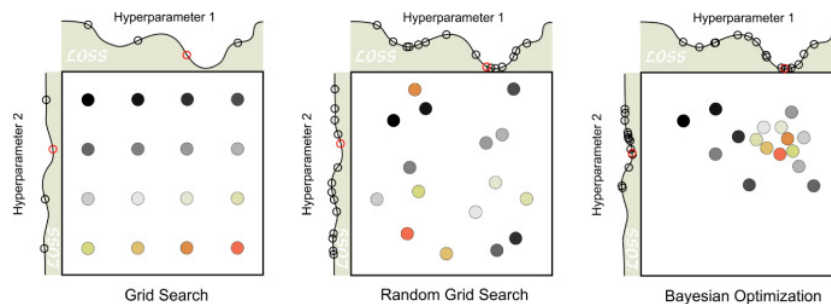 Hyperparameter 1
LOSS
Hyperparameter 2
LOSS
Grid Search
Hyperparameter 1
LOSS
Hyperparameter 2
LOSS
Random Grid Search
Hyperparameter 1
LOSS
Hyperparameter 2
LOSS
Bayesian Optimization